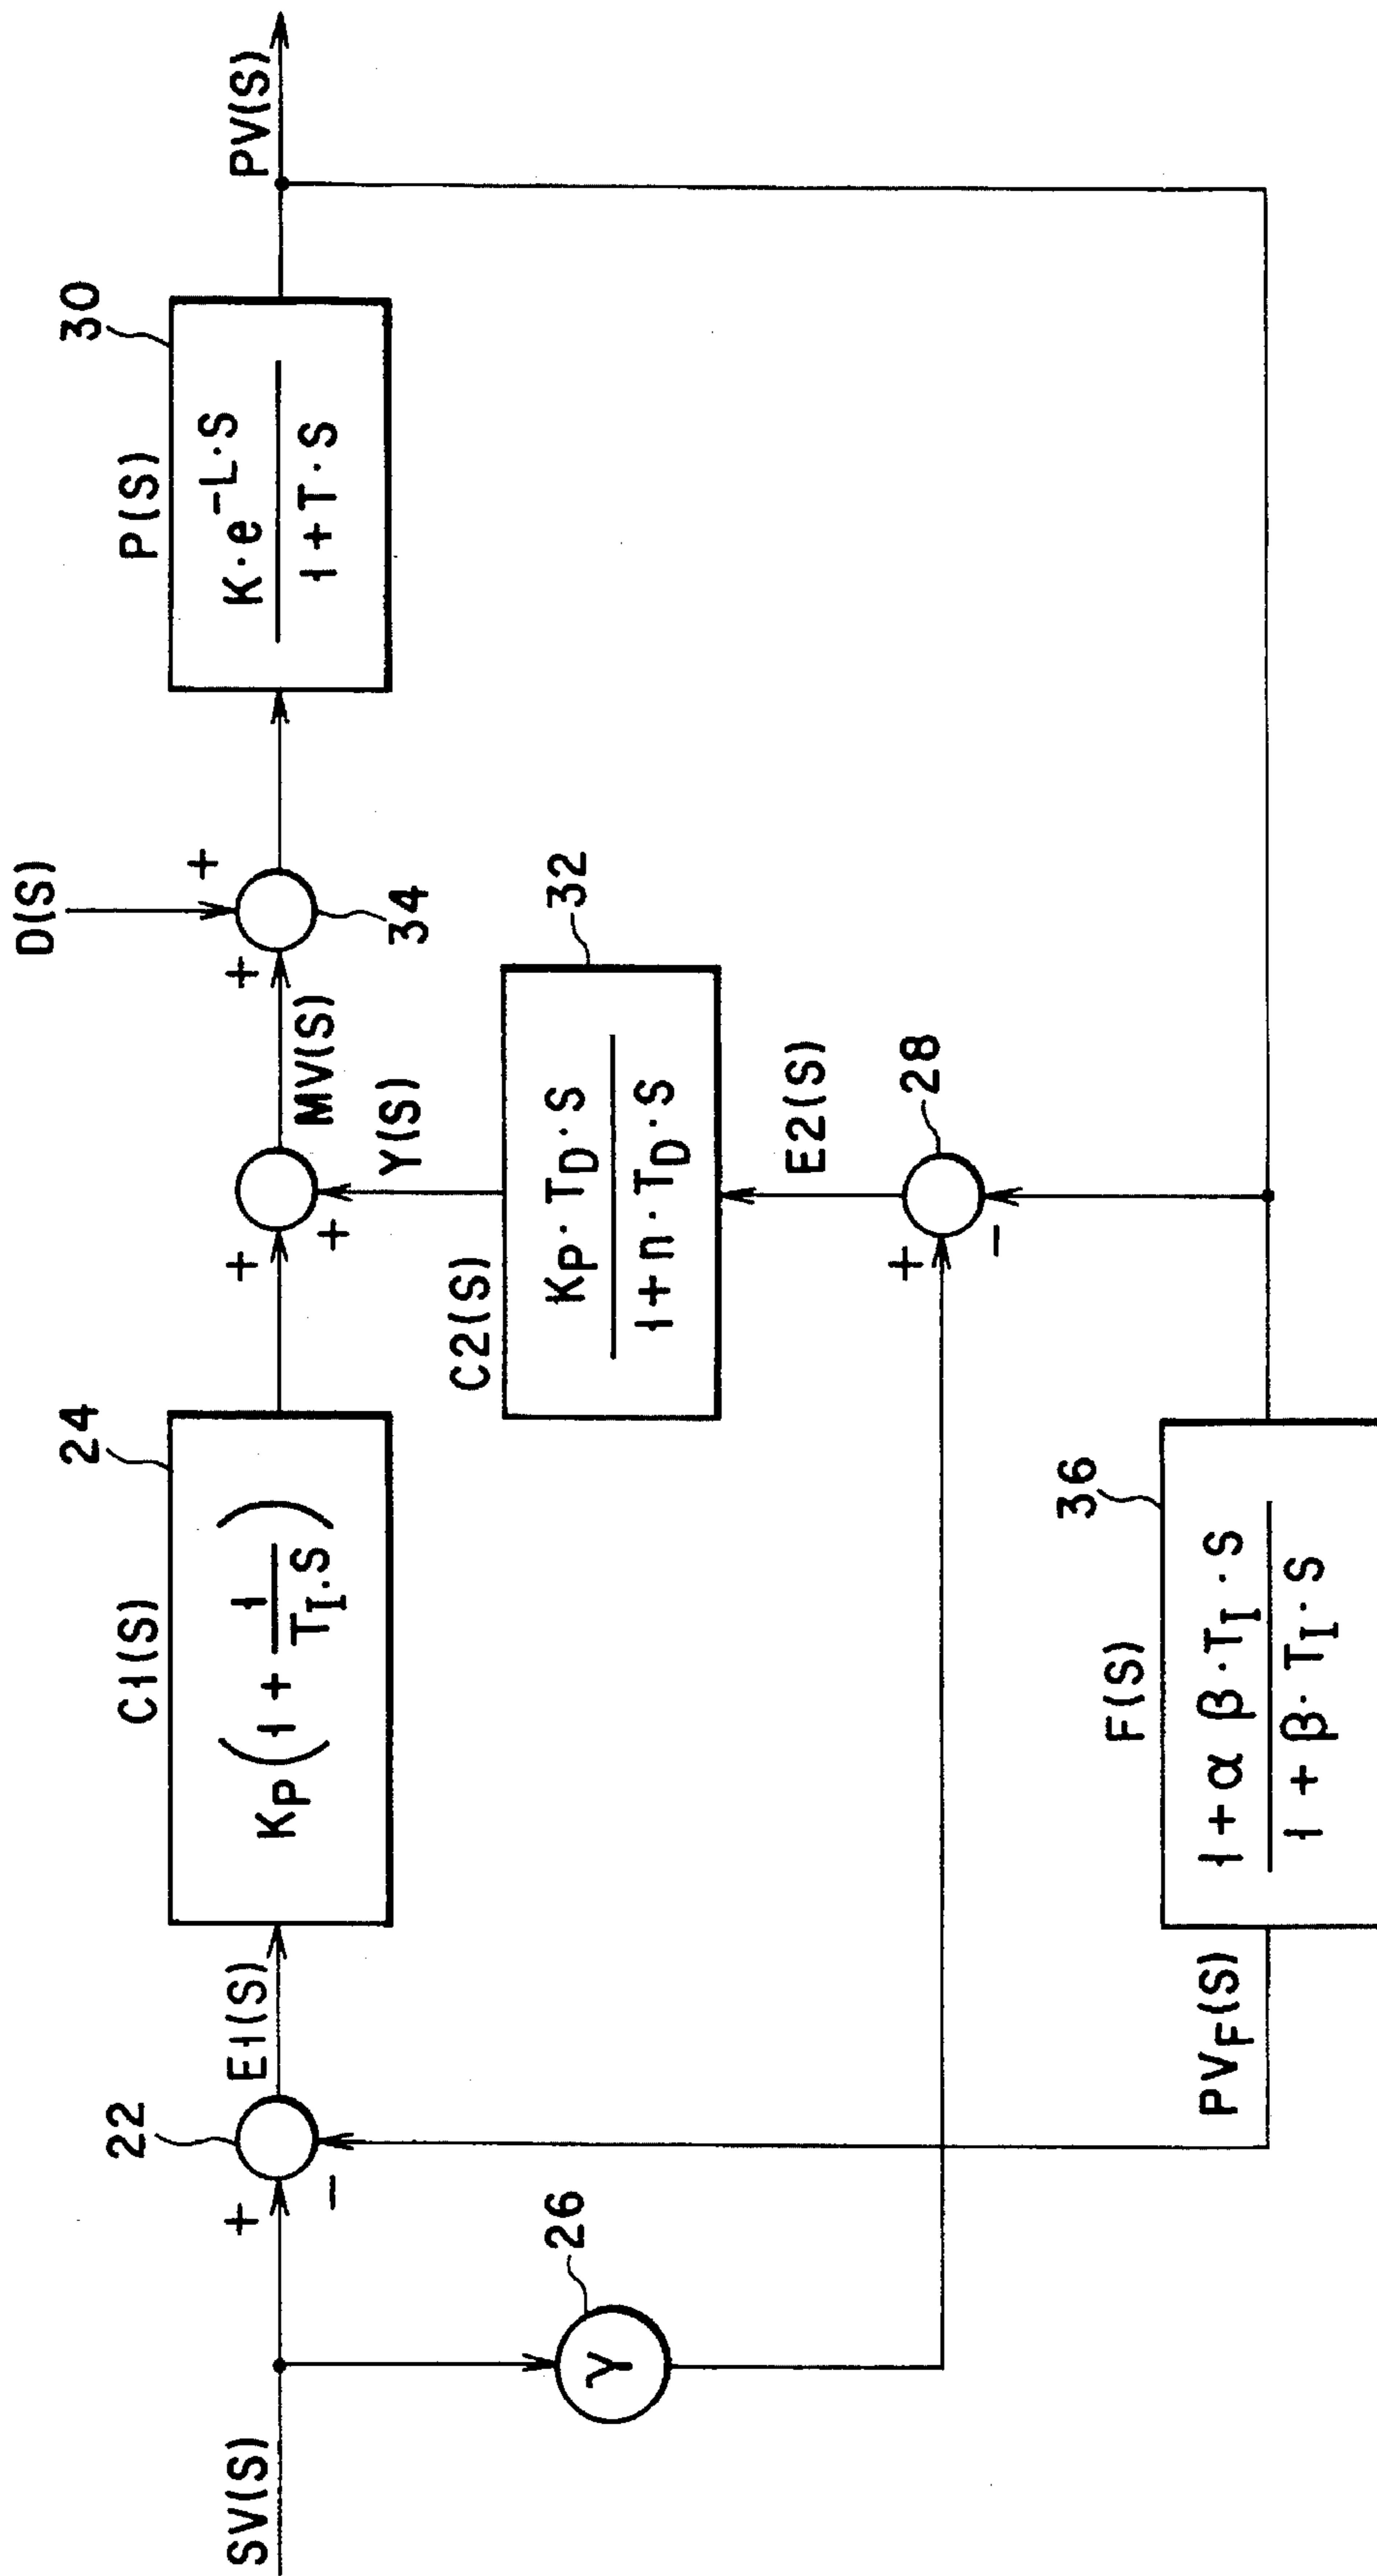 SV(S)
+
−
22
E1(S)
C1(S)
24
KP(1 + 1/TI·S)
+
+
MV(S)
D(S)
+
+
34
P(S)
30
K·e−L·S
1+T·S
PV(S)
γ
26
C2(S)
32
KP·TD·S
1+n·TD·S
Y(S)
E2(S)
28
+
−
F(S)
36
1+αβ·TI·S
1+β·TI·S
PVF(S)